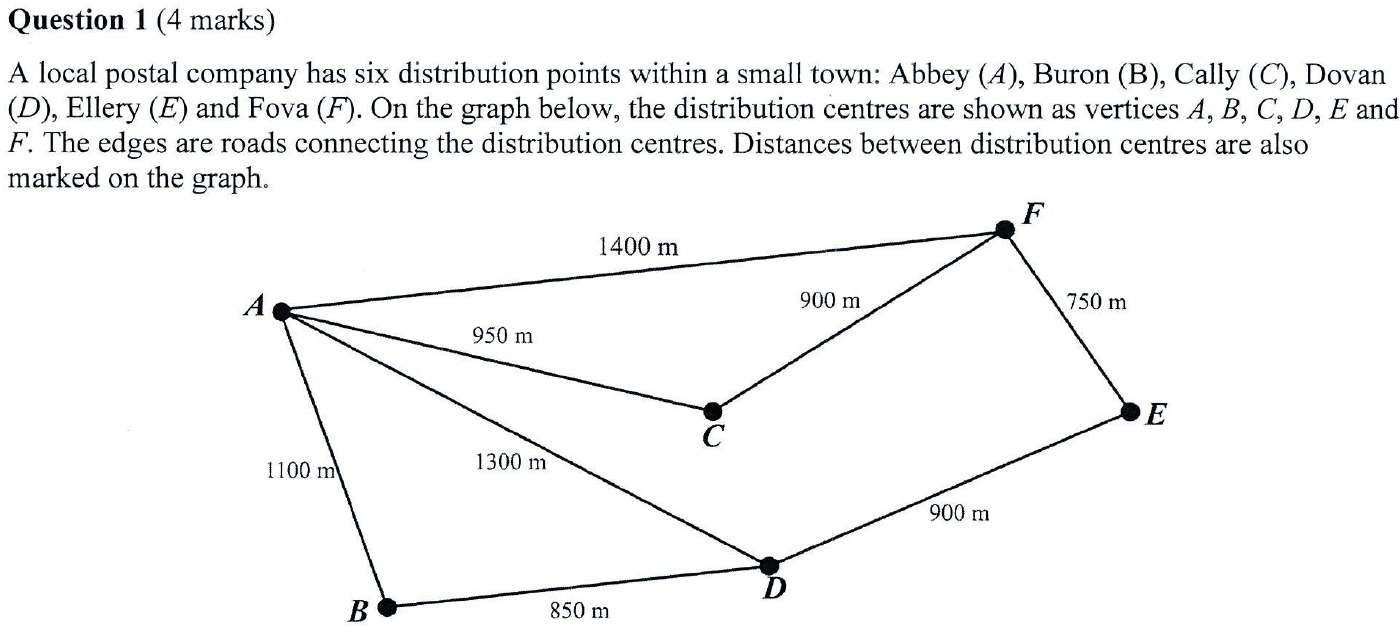 Question 1 (4 marks)
A local postal company has six distribution points within a small town: Abbey (A), Buron (B), Cally (C), Dovan
(D), Ellery (E) and Fova (F). On the graph below, the distribution centres are shown as vertices A, B, C, D, E and
F. The edges are roads connecting the distribution centres. Distances between distribution centres are also
marked on the graph.
F
1400 m
A
900 m
750 m
950 m
C
E
1100 m
1300 m
900 m
D
B
850 m